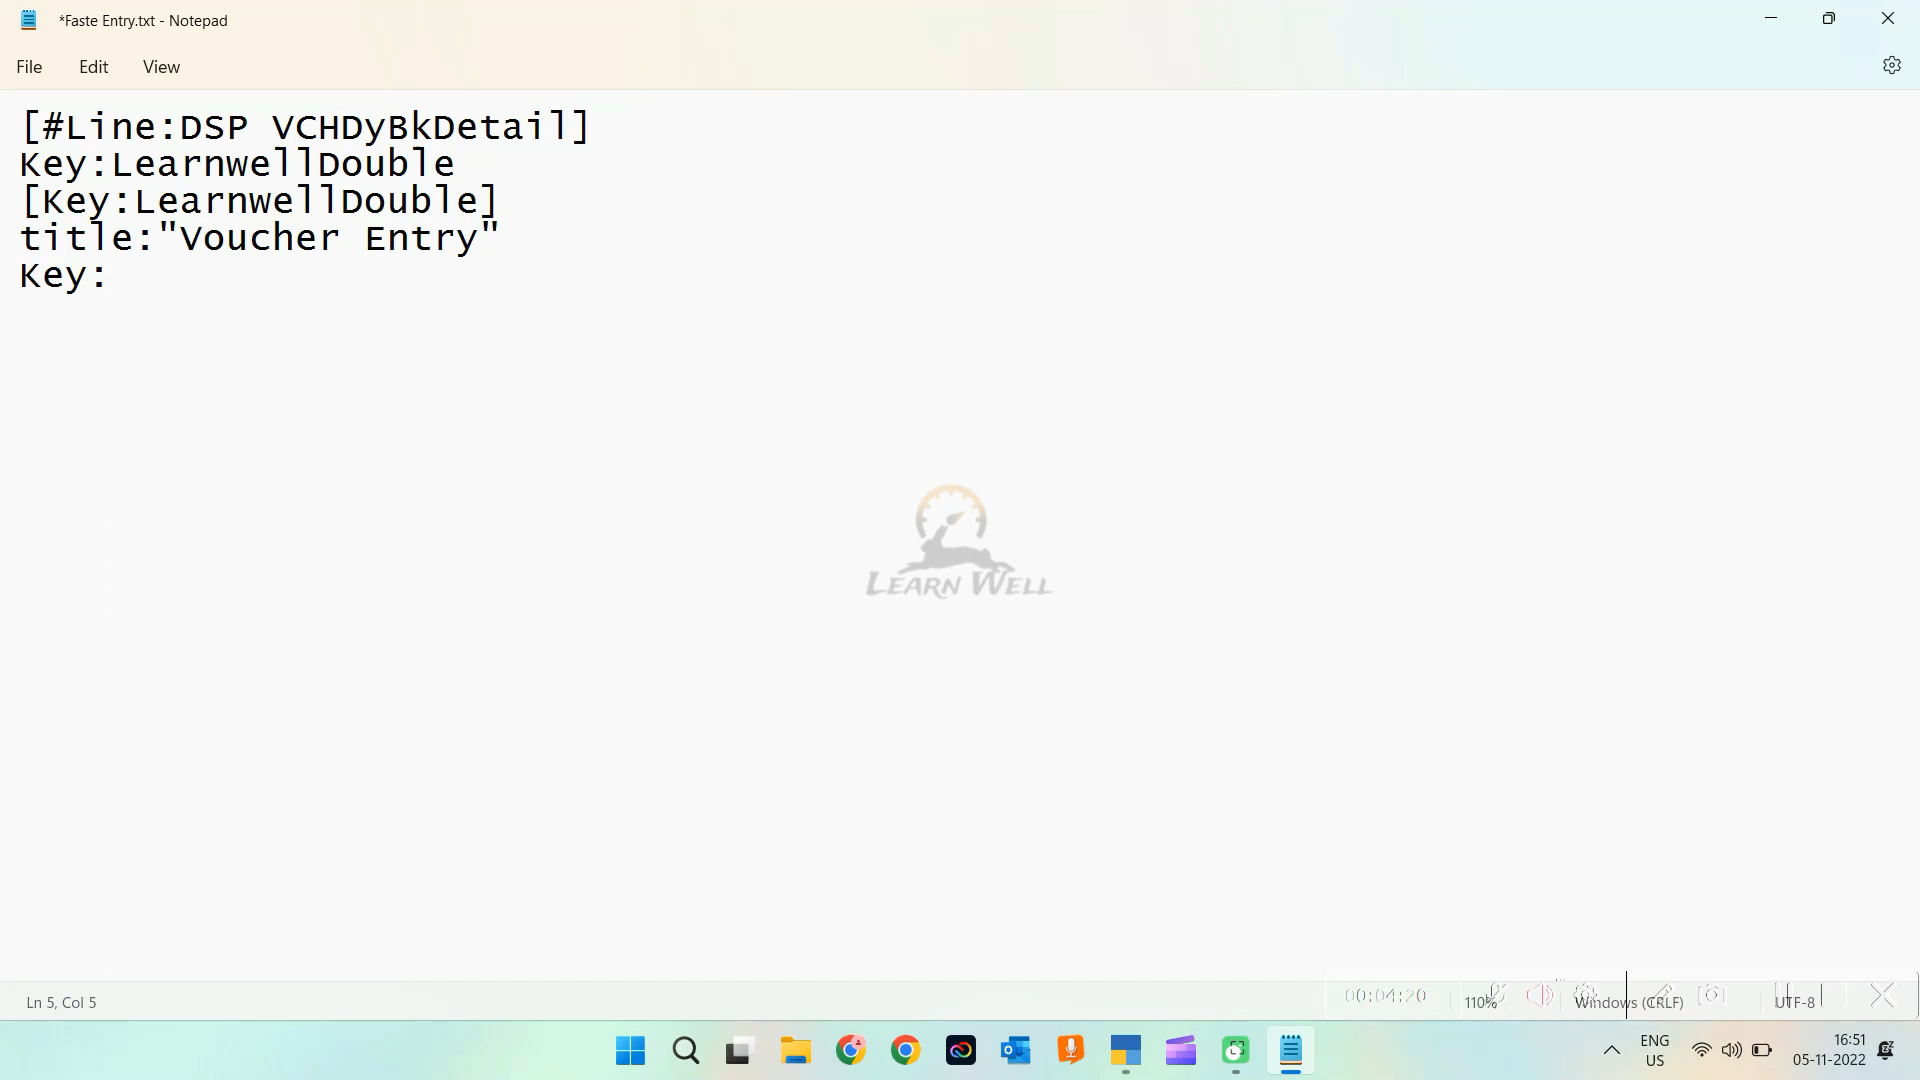 *Faste Entry.txt - Notepad
File Edit View
[#Line:DSP VCHDyBkDetail]
Key:LearnwellDouble
[Key:LearnwellDouble]
title:"Voucher Entry"
Key:
LEARN WELL
Ln 5, Col 5
00:04:20
110%
Windows (CRLF)
UTF-8
ENG
US
16:51
05-11-2022